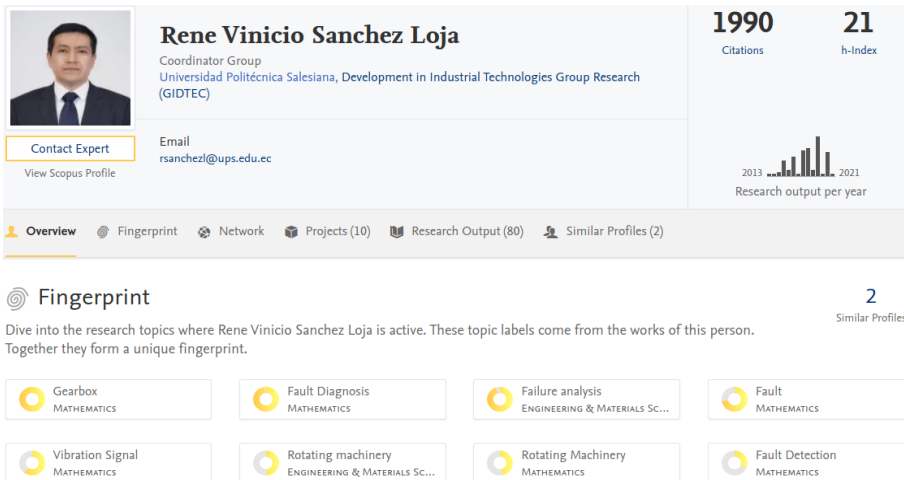 Rene Vinicio Sanchez Loja
Coordinator Group
Universidad Politécnica Salesiana, Development in Industrial Technologies Group Research
(GIDTEC)
1990
Citations
21
h-Index
Contact Expert
View Scopus Profile
Email
rsanchezl@ups.edu.ec
2013 2021
Research output per year
Overview Fingerprint Network Projects (10) Research Output (80) Similar Profiles (2)
Fingerprint
2
Similar Profiles
Dive into the research topics where Rene Vinicio Sanchez Loja is active. These topic labels come from the works of this person.
Together they form a unique fingerprint.
Gearbox
Mathematics
Fault Diagnosis
Mathematics
Failure analysis
Engineering & Materials Sc...
Fault
Mathematics
Vibration Signal
Mathematics
Rotating machinery
Engineering & Materials Sc...
Rotating Machinery
Mathematics
Fault Detection
Mathematics